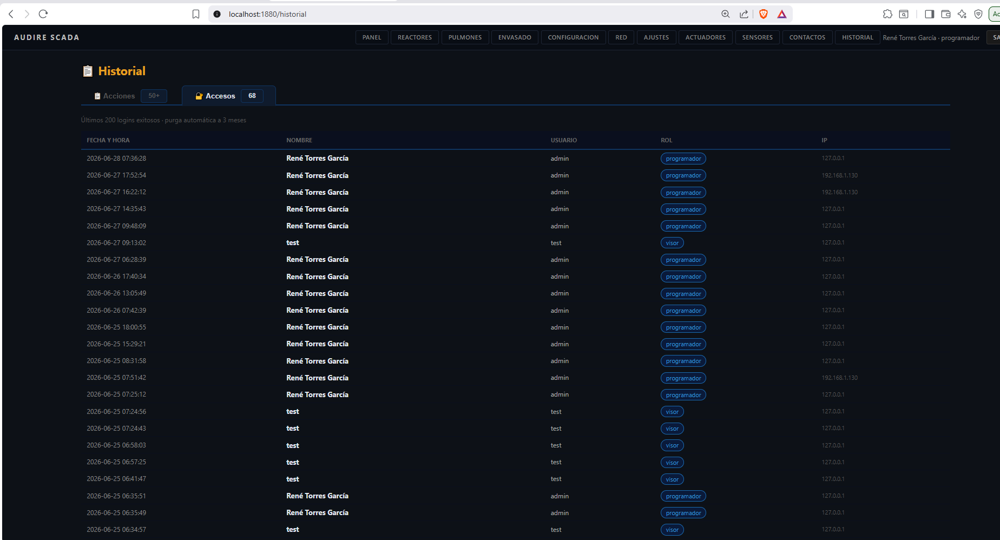 localhost:1880/historial
AUDIRE SCADA
PANEL REACTORES PULMONES ENVASADO CONFIGURACION RED AJUSTES ACTUADORES SENSORES CONTACTOS HISTORIAL René Torres García · programador
Historial
Acciones 50+ Accesos 68
Últimos 200 logins exitosos · purga automática a 3 meses
FECHA Y HORA NOMBRE USUARIO ROL IP
2026-06-28 07:36:28 René Torres García admin programador 127.0.0.1
2026-06-27 17:52:54 René Torres García admin programador 192.168.1.130
2026-06-27 16:22:12 René Torres García admin programador 192.168.1.130
2026-06-27 14:35:43 René Torres García admin programador 127.0.0.1
2026-06-27 09:48:09 René Torres García admin programador 127.0.0.1
2026-06-27 09:13:02 test test visor 127.0.0.1
2026-06-27 06:28:39 René Torres García admin programador 127.0.0.1
2026-06-26 17:40:34 René Torres García admin programador 127.0.0.1
2026-06-26 13:05:49 René Torres García admin programador 127.0.0.1
2026-06-26 07:42:39 René Torres García admin programador 127.0.0.1
2026-06-25 18:00:55 René Torres García admin programador 127.0.0.1
2026-06-25 15:29:21 René Torres García admin programador 127.0.0.1
2026-06-25 08:31:58 René Torres García admin programador 127.0.0.1
2026-06-25 07:51:42 René Torres García admin programador 192.168.1.130
2026-06-25 07:25:12 René Torres García admin programador 127.0.0.1
2026-06-25 07:24:56 test test visor 127.0.0.1
2026-06-25 07:24:43 test test visor 127.0.0.1
2026-06-25 06:58:03 test test visor 127.0.0.1
2026-06-25 06:57:25 test test visor 127.0.0.1
2026-06-25 06:41:47 test test visor 127.0.0.1
2026-06-25 06:35:51 René Torres García admin programador 127.0.0.1
2026-06-25 06:35:49 René Torres García admin programador 127.0.0.1
2026-06-25 06:34:57 test test visor 127.0.0.1